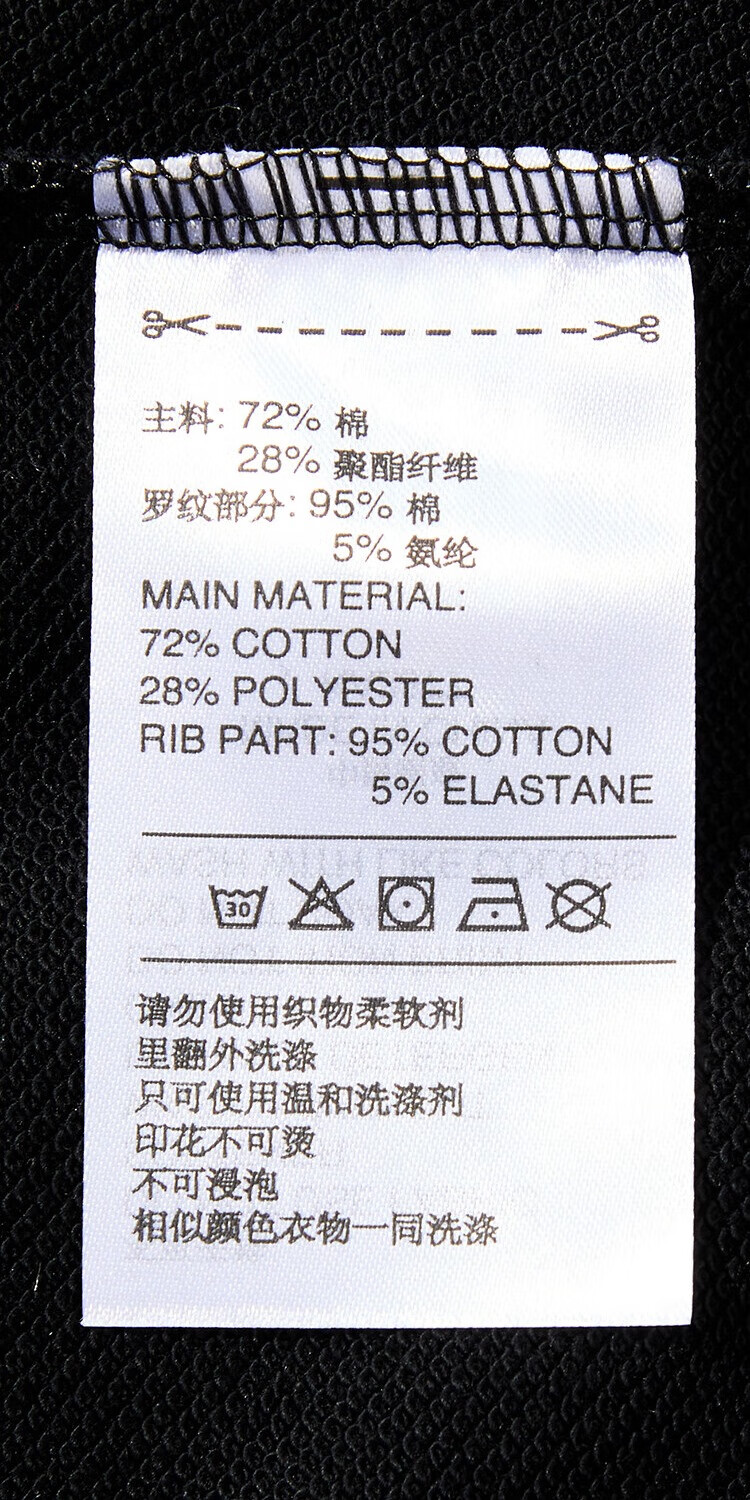 主料: 72% 棉
28% 聚酯纤维
罗纹部分: 95% 棉
5% 氨纶
MAIN MATERIAL:
72% COTTON
28% POLYESTER
RIB PART: 95% COTTON
5% ELASTANE
30
请勿使用织物柔软剂
里翻外洗涤
只可使用温和洗涤剂
印花不可烫
不可漫泡
相似颜色衣物一同洗涤